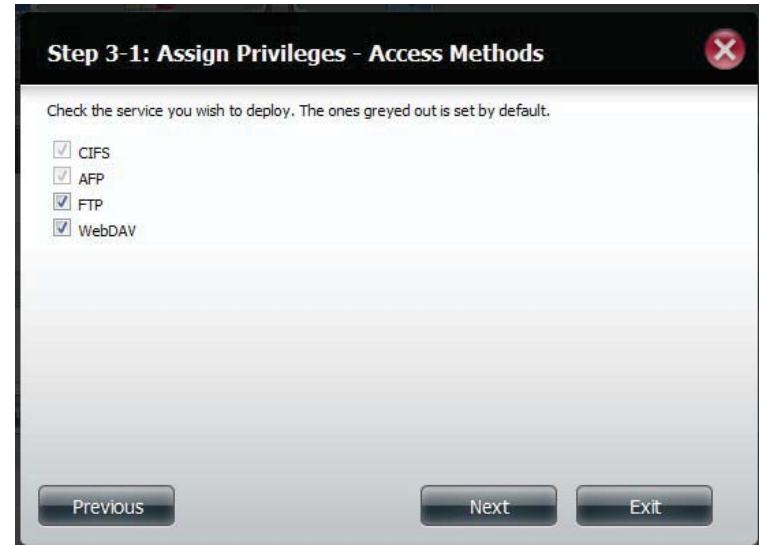 Step 3-1: Assign Privileges - Access Methods
Check the service you wish to deploy. The ones greyed out is set by default.
CIFS
AFP
FTP
WebDAV
Previous
Next
Exit